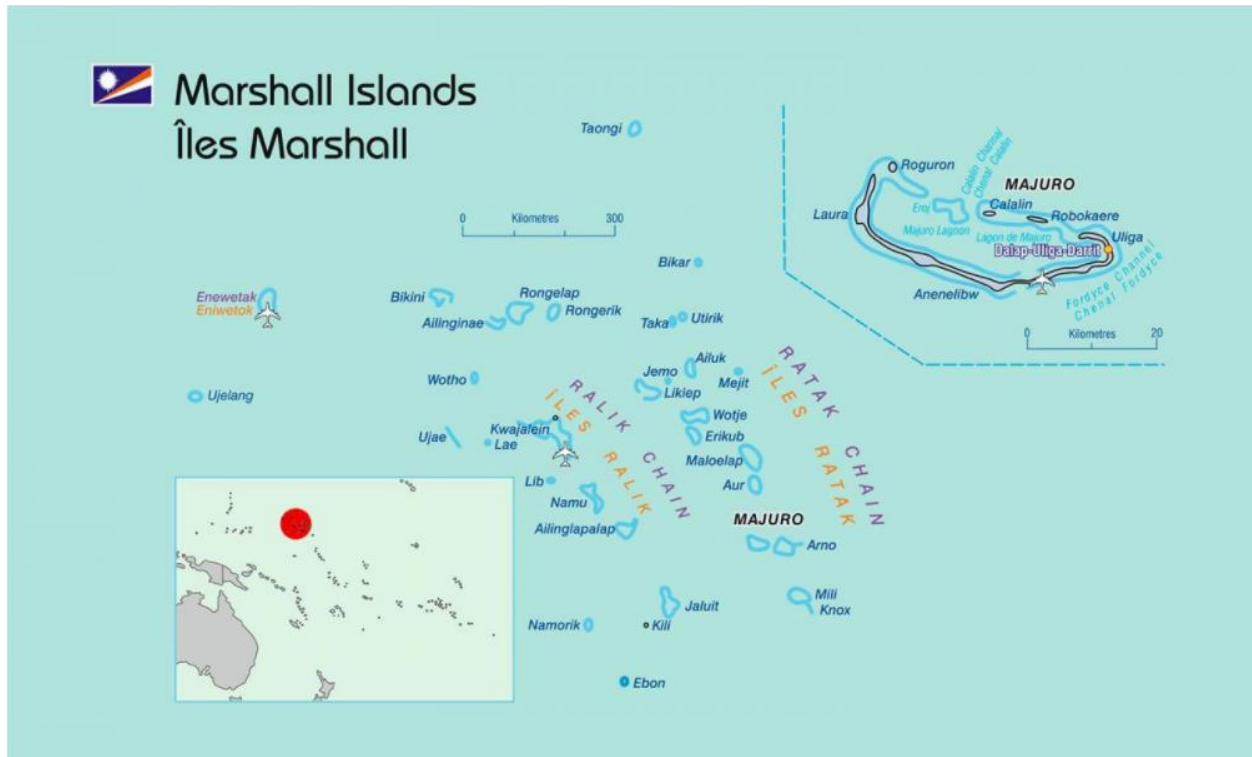 Marshall Islands
Îles Marshall
Taongi
0 Kilometres 300
Bikar
Enewetak
Eniwetok
Bikini
Rongelap
Ailinginae
Rongerik
Taka
Utirik
Wotho
Jemo
Ailuk
Likiep
Mejit
Ujelang
Wotje
Ujae
Kwajalein
Lae
Erikub
Maloelap
Lib
Namu
Aur
Ailinglapalap
MAJURO
Arno
Jaluit
Mili
Knox
Namorik
Kili
Ebon
RALIK CHAIN
ÎLES RALIK
RATAK CHAIN
ÎLES RATAK
Roguron
Calalin Channal
Chenal Calalin
MAJURO
Laura
Eroj
Calalin
Robokaere
Majuro Lagoon
Lagon de Majuro
Uliga
Dalap-Uliga-Darrit
Anenelibw
Fordyce Channel
Chenal Fordyce
0 Kilometres 20